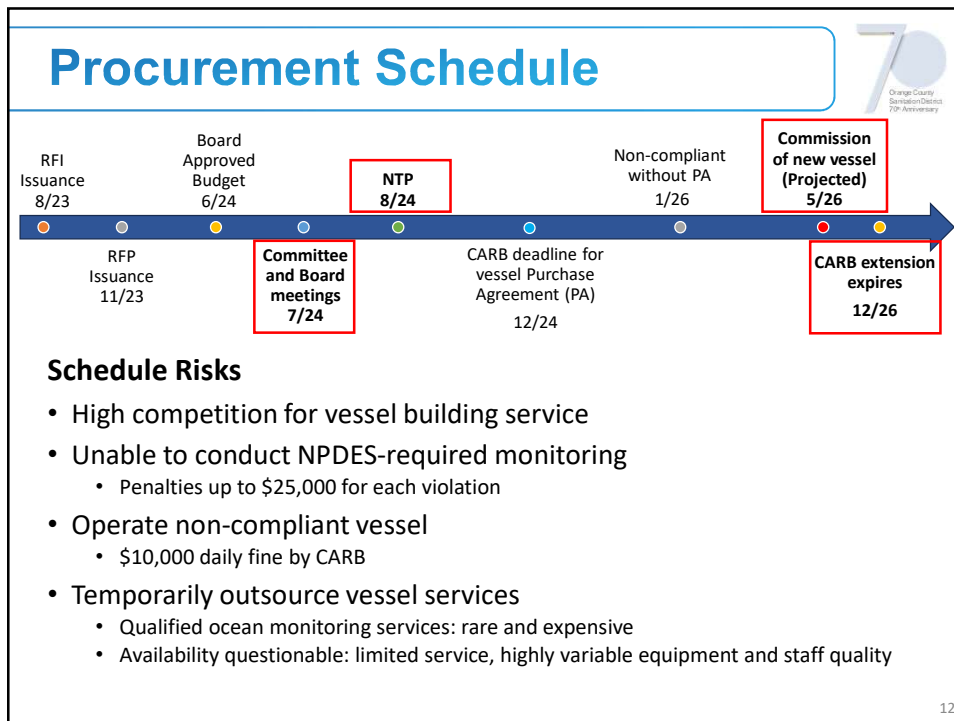 Procurement Schedule
70
Orange County
Sanitation District
70th Anniversary
RFI
Issuance
8/23
Board
Approved
Budget
6/24
NTP
8/24
Non-compliant
without PA
1/26
Commission
of new vessel
(Projected)
5/26
RFP
Issuance
11/23
Committee
and Board
meetings
7/24
CARB deadline for
vessel Purchase
Agreement (PA)
12/24
CARB extension
expires
12/26
Schedule Risks
• High competition for vessel building service
• Unable to conduct NPDES-required monitoring
• Penalties up to $25,000 for each violation
• Operate non-compliant vessel
• $10,000 daily fine by CARB
• Temporarily outsource vessel services
• Qualified ocean monitoring services: rare and expensive
• Availability questionable: limited service, highly variable equipment and staff quality
12